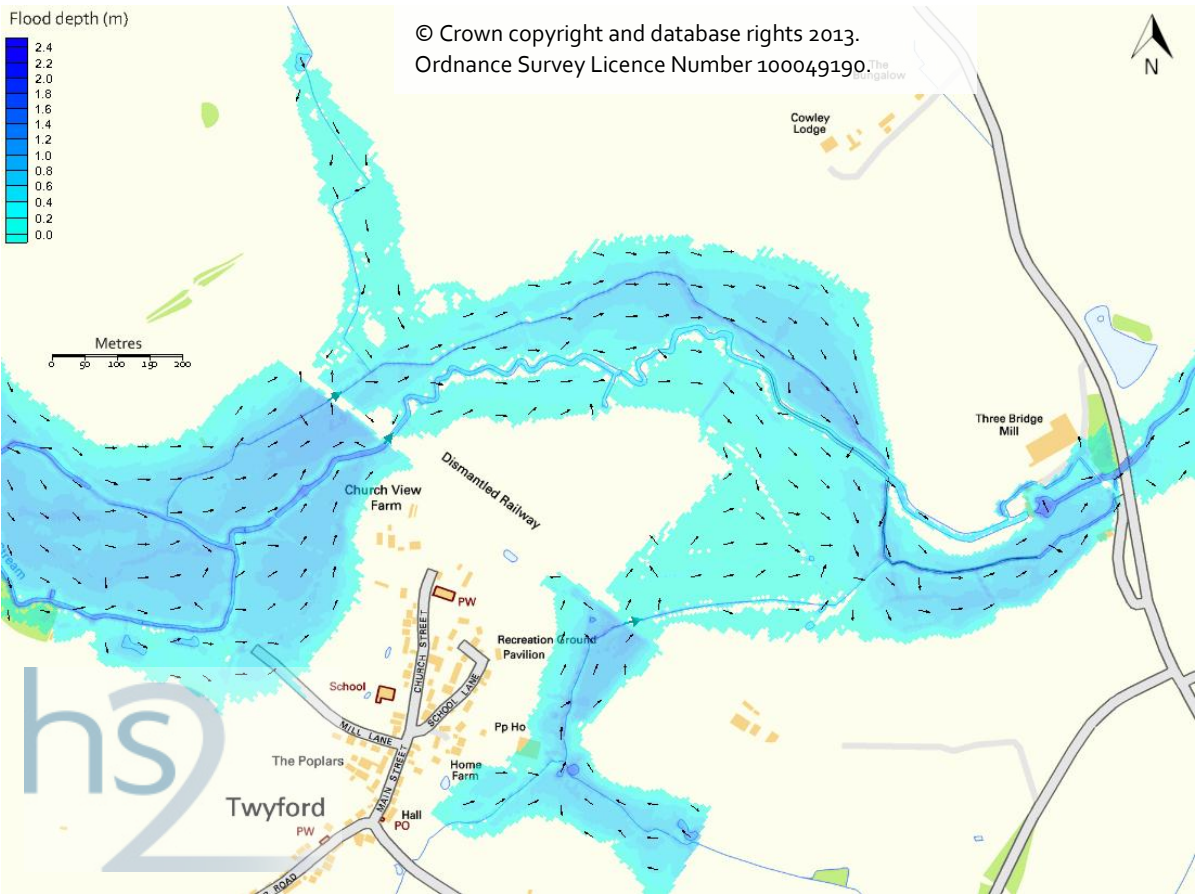 Flood depth (m)
2.4
2.2
2.0
1.8
1.6
1.4
1.2
1.0
0.8
0.6
0.4
0.2
0.0
© Crown copyright and database rights 2013.
Ordnance Survey Licence Number 100049190.
The
Bungalow
N
Cowley
Lodge
Metres
0 50 100 150 200
Three Bridge
Mill
Church View
Farm
Dismantled Railway
PW
CHURCH STREET
Recreation Ground
Pavilion
School
SCHOOL LANE
MILL LANE
Pp Ho
The Poplars
MAIN STREET
Home
Farm
hs2
Twyford
Hall
PO
PW
ROAD